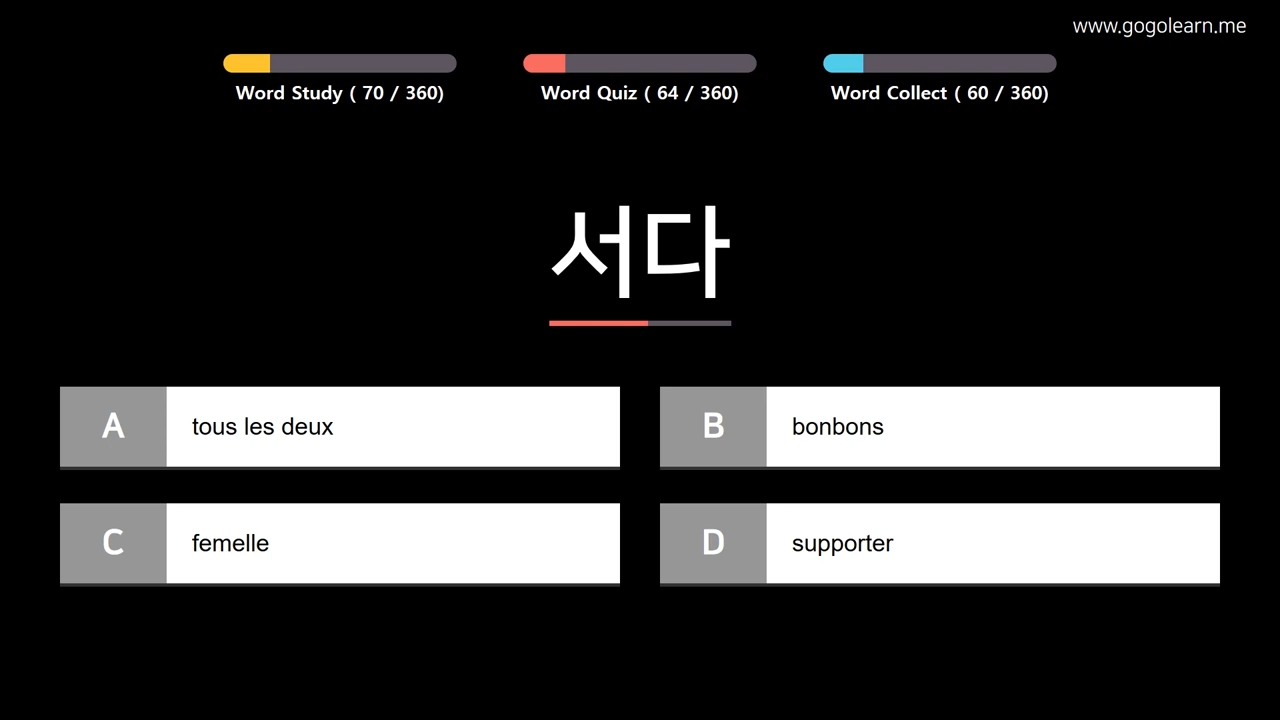 www.gogolearn.me
Word Study ( 70 / 360)
Word Quiz ( 64 / 360)
Word Collect ( 60 / 360)
서다
A tous les deux
B bonbons
C femelle
D supporter